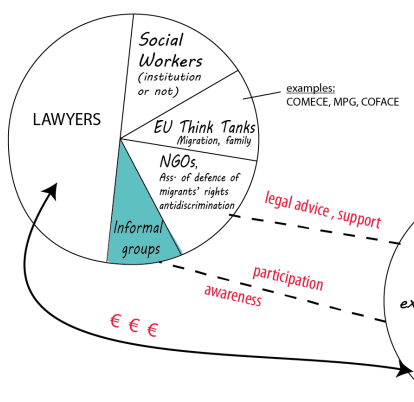 Social
Workers
(institution
or not)
examples:
COMECE, MPG, COFACE
LAWYERS
EU Think Tanks
Migration, family
NGOs,
Ass. of defence of
migrants' rights
antidiscrimination
Informal
groups
legal advice, support
participation
awareness
€ € €